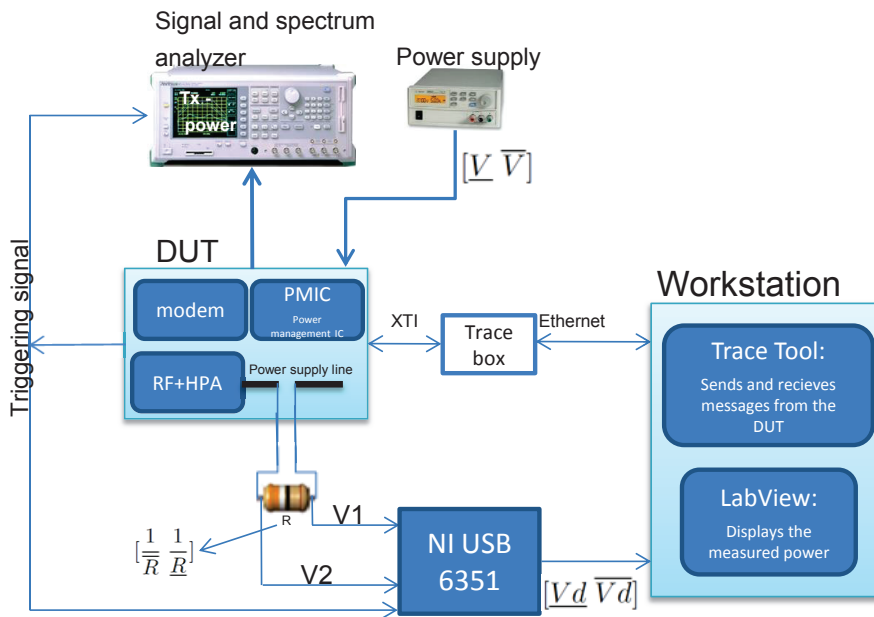 Signal and spectrum
analyzer
Power supply
Tx
power
[V̲ V̅]
Triggering signal
DUT
modem
PMIC
Power
management IC
RF+HPA
Power supply line
XTI
Trace
box
Ethernet
Workstation
Trace Tool:
Sends and recieves
messages from the
DUT
LabView:
Displays the
measured power
R
V1
V2
[1/R̅ 1/R̲]
NI USB
6351
[V̲d̲ V̅d̅]